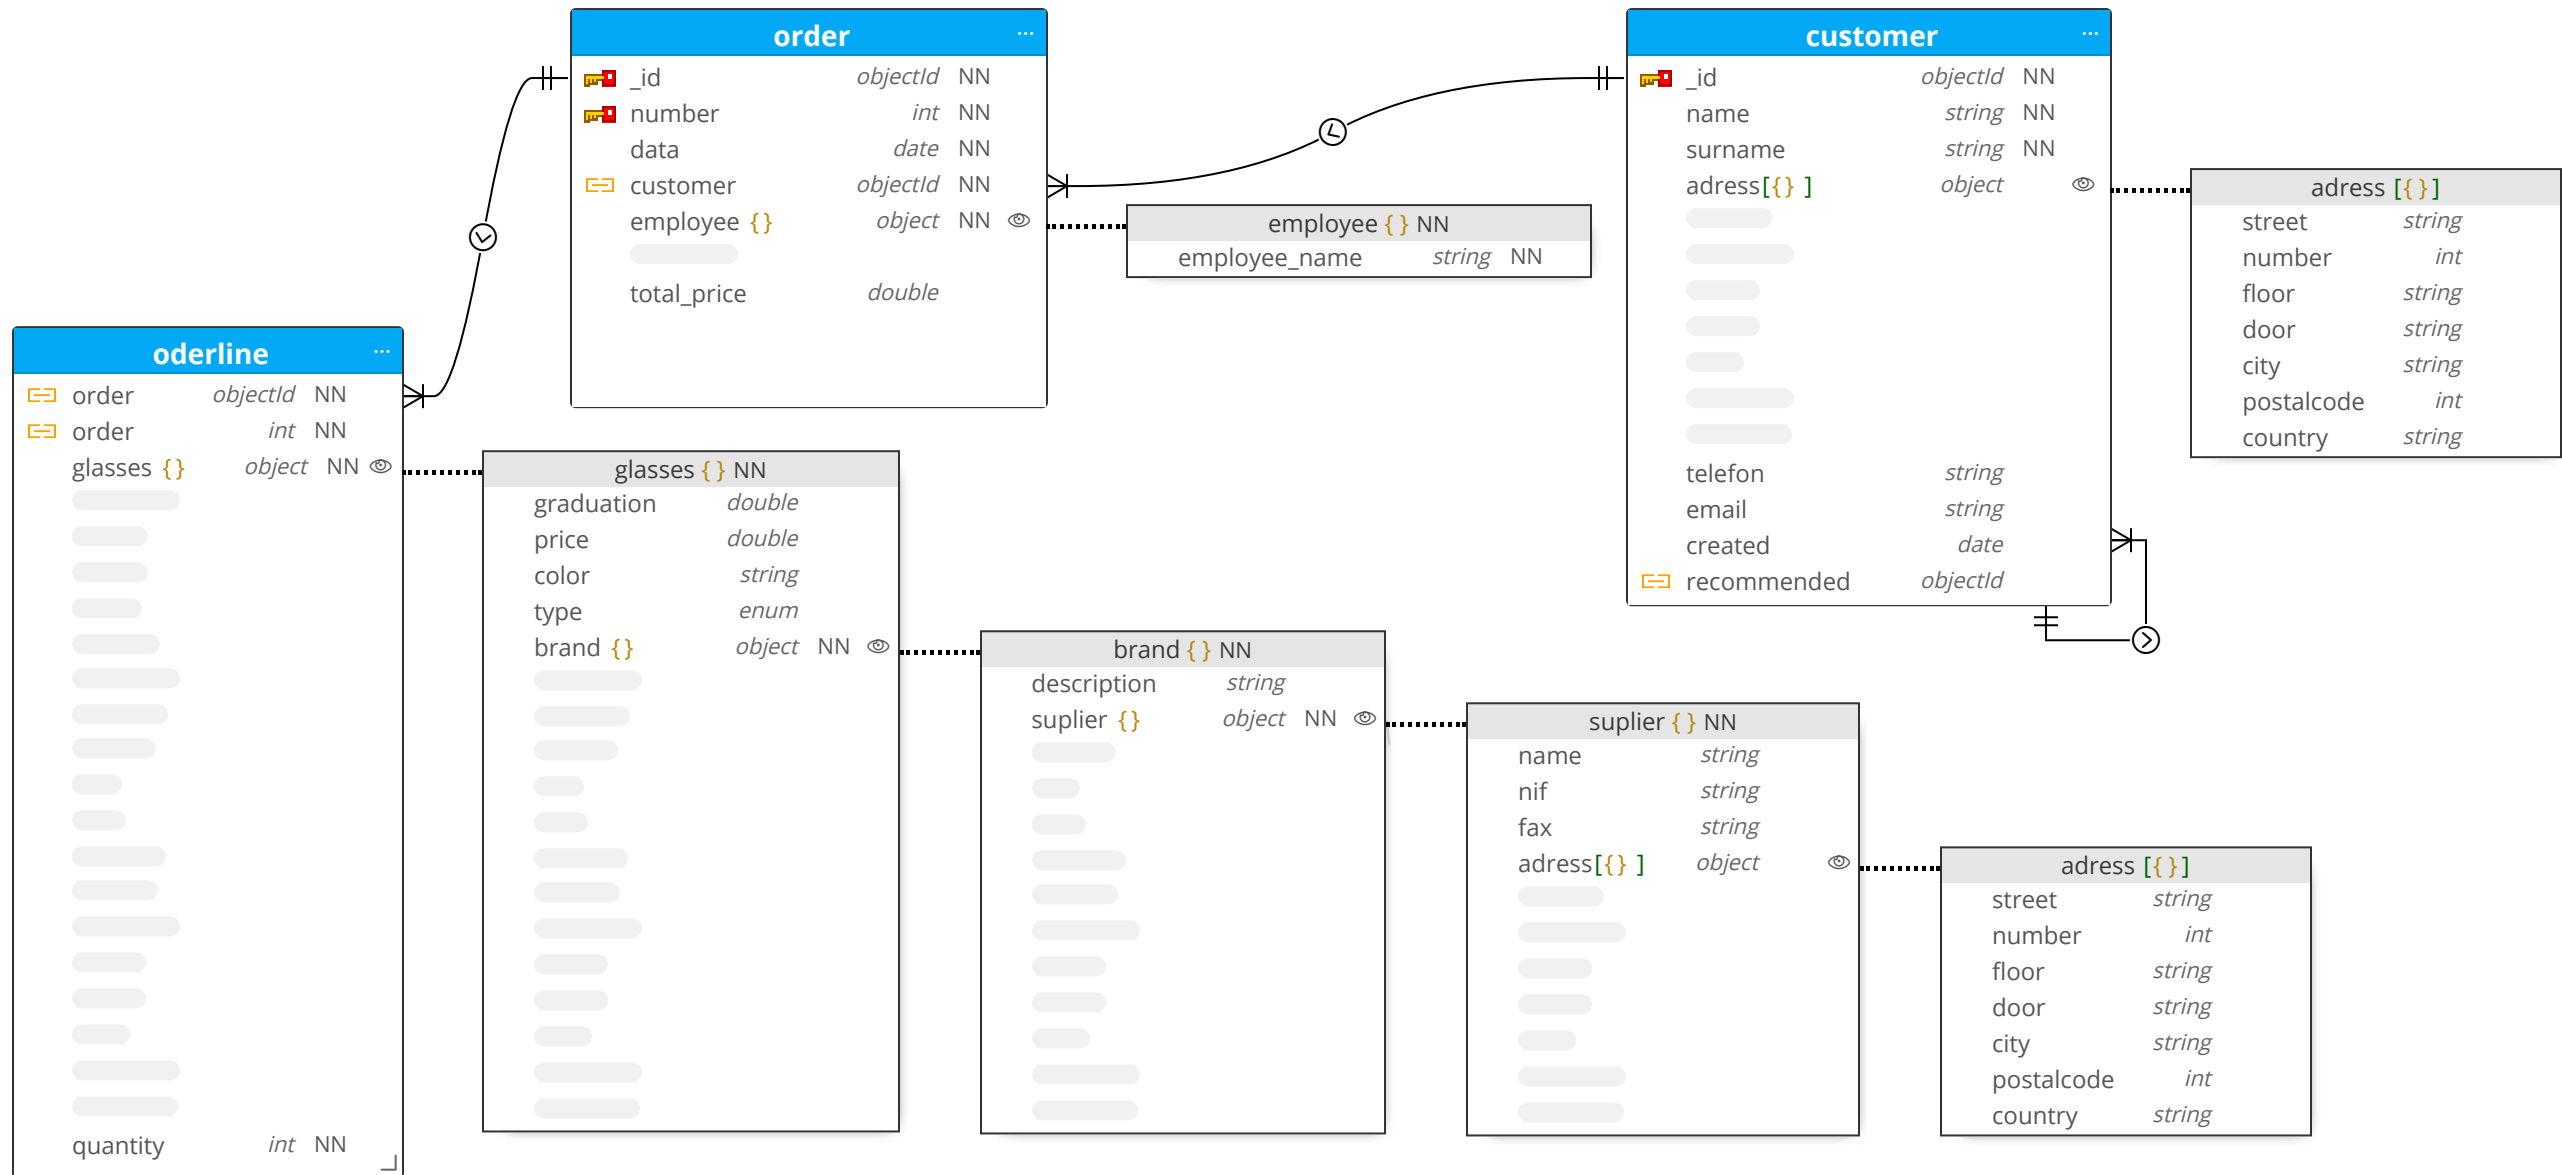 order ...
_id objectId NN
number int NN
data date NN
customer objectId NN
employee {} object NN
total_price double
customer ...
_id objectId NN
name string NN
surname string NN
adress[{} ] object
telefon string
email string
created date
recommended objectId
adress [{}]
street string
number int
floor string
door string
city string
postalcode int
country string
employee {} NN
employee_name string NN
oderline ...
order objectId NN
order int NN
glasses {} object NN
quantity int NN
glasses {} NN
graduation double
price double
color string
type enum
brand {} object NN
brand {} NN
description string
suplier {} object NN
suplier {} NN
name string
nif string
fax string
adress[{} ] object
adress [{}]
street string
number int
floor string
door string
city string
postalcode int
country string